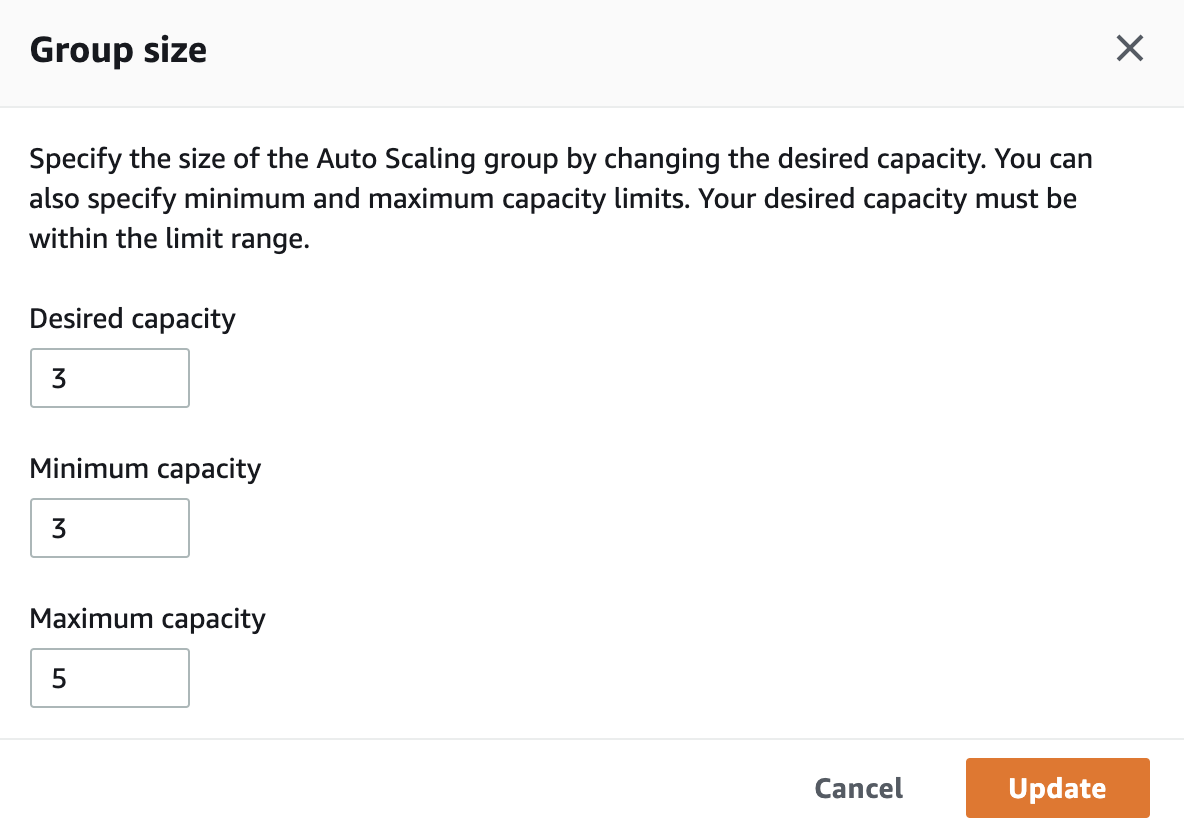 Group size
Specify the size of the Auto Scaling group by changing the desired capacity. You can
also specify minimum and maximum capacity limits. Your desired capacity must be
within the limit range.
Desired capacity
3
Minimum capacity
3
Maximum capacity
5
Cancel
Update